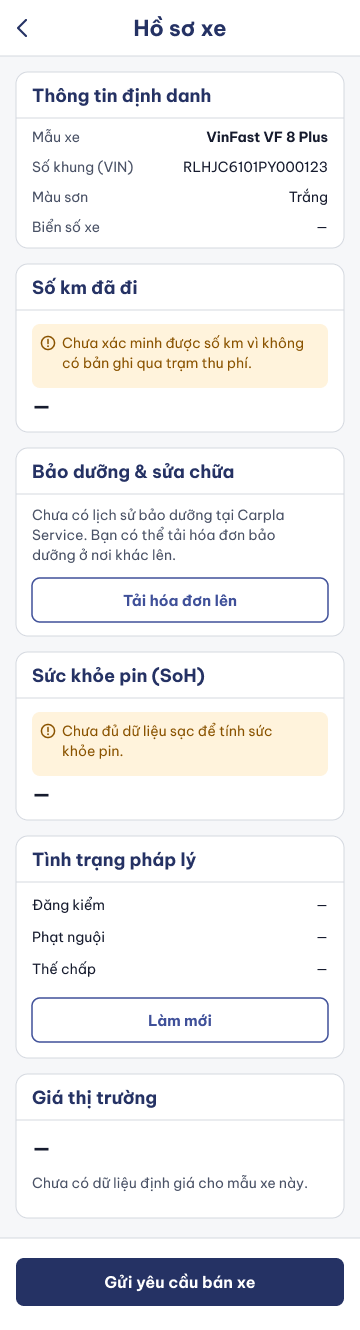 Hồ sơ xe
Thông tin định danh
Mẫu xe VinFast VF 8 Plus
Số khung (VIN) RLHJC6101PY000123
Màu sơn Trắng
Biển số xe –
Số km đã đi
Chưa xác minh được số km vì không
có bản ghi qua trạm thu phí.
–
Bảo dưỡng & sửa chữa
Chưa có lịch sử bảo dưỡng tại Carpla
Service. Bạn có thể tải hóa đơn bảo
dưỡng ở nơi khác lên.
Tải hóa đơn lên
Sức khỏe pin (SoH)
Chưa đủ dữ liệu sạc để tính sức
khỏe pin.
–
Tình trạng pháp lý
Đăng kiểm –
Phạt nguội –
Thế chấp –
Làm mới
Giá thị trường
–
Chưa có dữ liệu định giá cho mẫu xe này.
Gửi yêu cầu bán xe